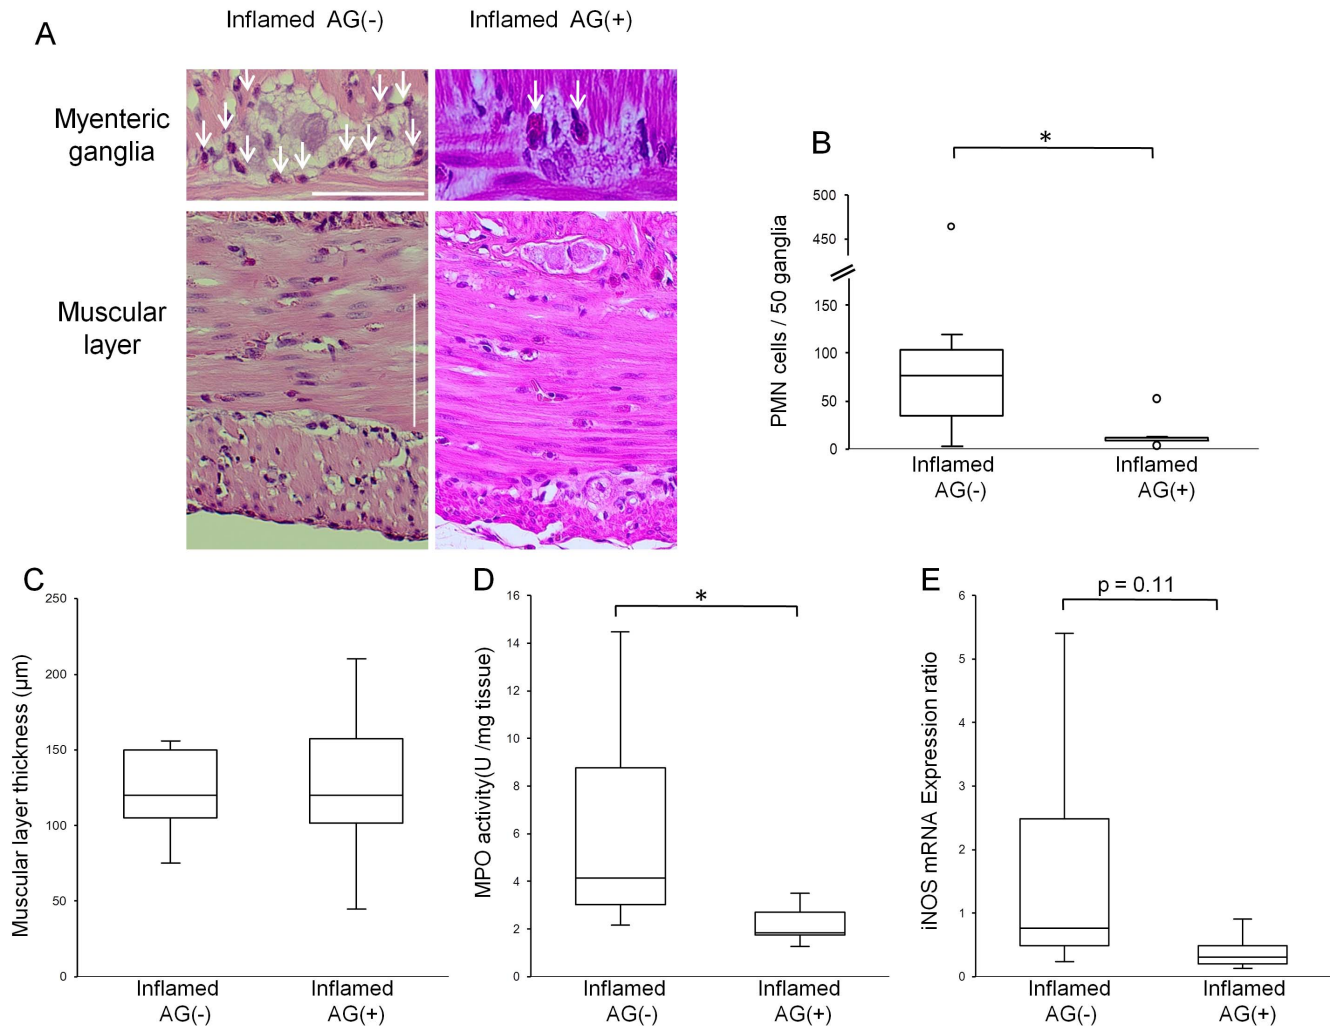 A
Inflamed AG(-)
Inflamed AG(+)
Myenteric
ganglia
Muscular
layer
B
*
PMN cells / 50 ganglia
500
450
150
100
50
0
Inflamed
AG(-)
Inflamed
AG(+)
C
Muscular layer thickness (μm)
250
200
150
100
50
0
Inflamed
AG(-)
Inflamed
AG(+)
D
*
MPO activity(U /mg tissue)
16
14
12
10
8
6
4
2
0
Inflamed
AG(-)
Inflamed
AG(+)
E
p = 0.11
iNOS mRNA Expression ratio
6
5
4
3
2
1
0
Inflamed
AG(-)
Inflamed
AG(+)